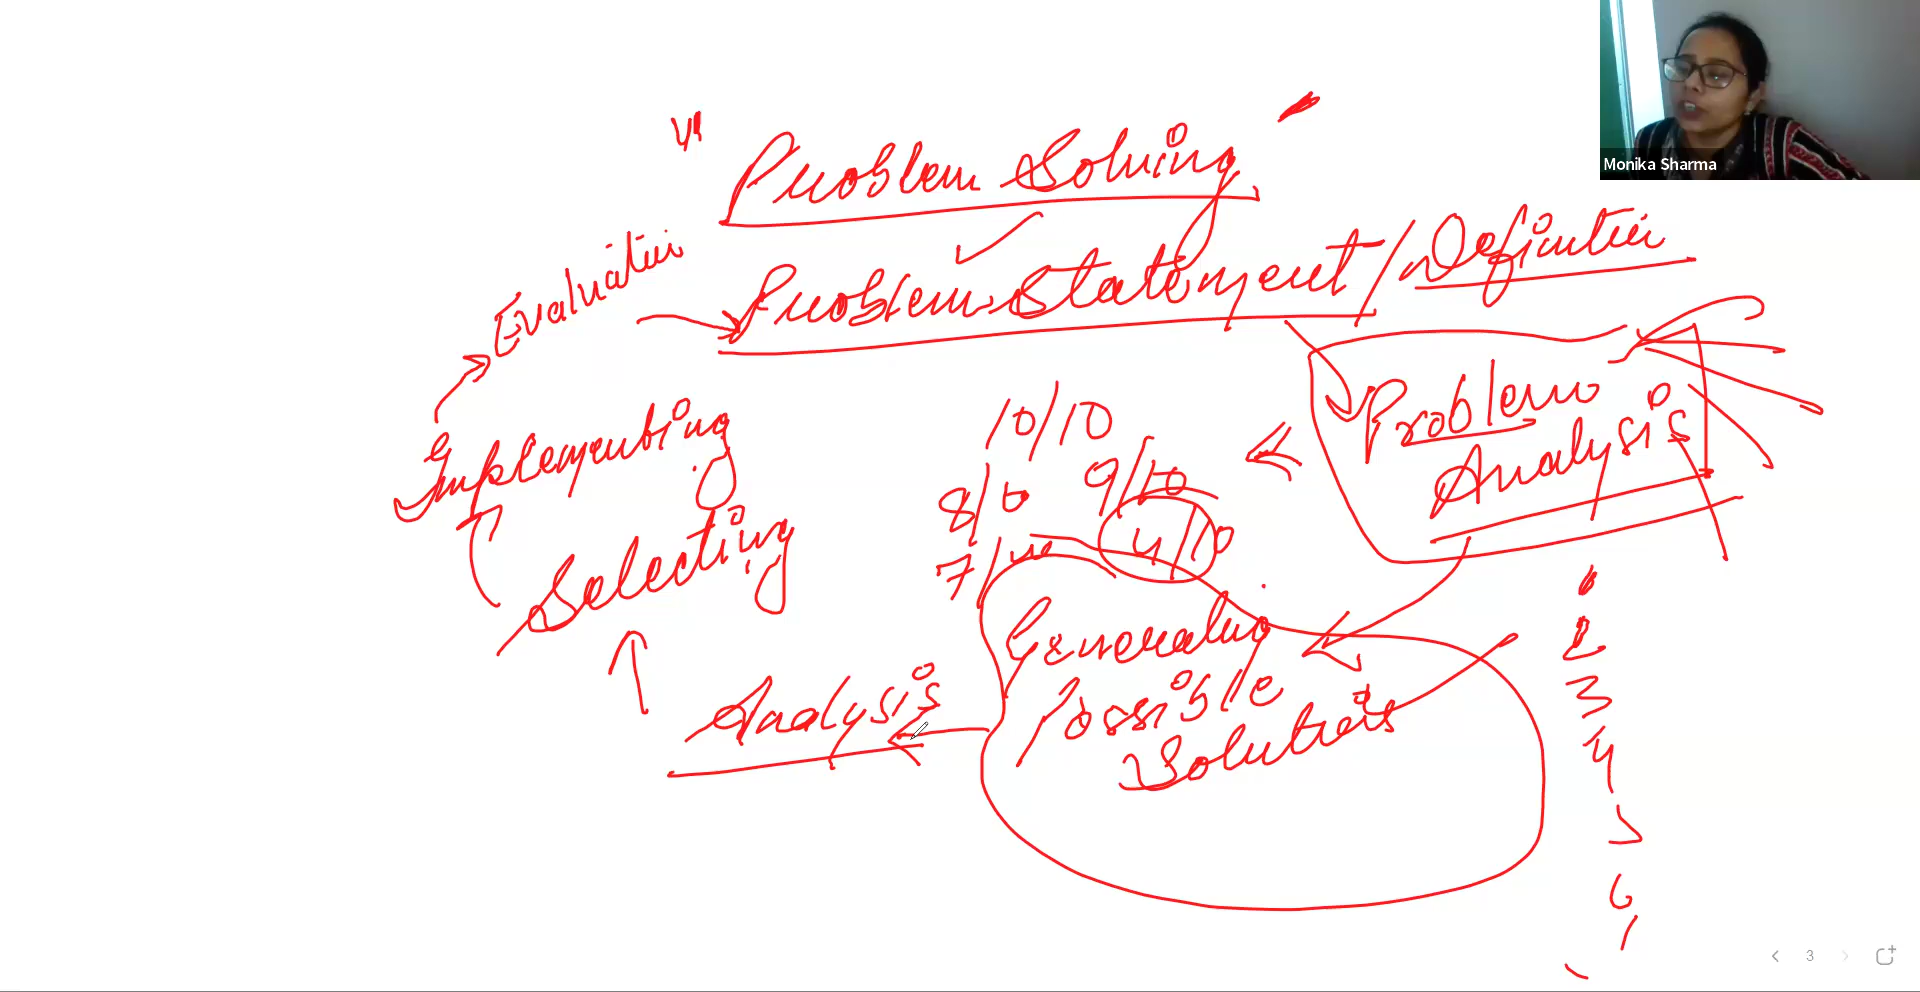 Monika Sharma
Problem Solving
Problem Statement / Definition
Evaluation
Problem
Analysis
10/10
8/10 9/10
7/10 4/10
Implementing
Selecting
Generating
Possible
Solutions
Analysis
1
2
3
4
5
6
3